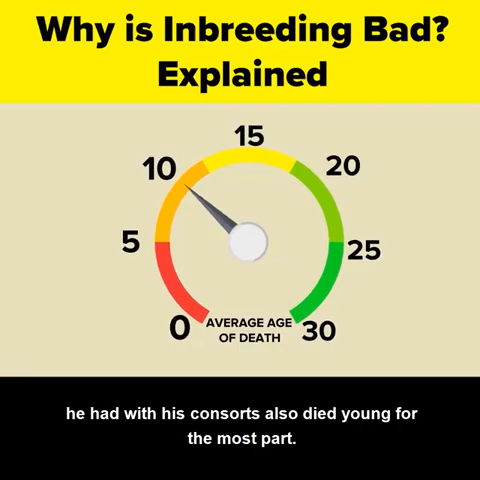 Why is Inbreeding Bad?
Explained
15
10
20
5
25
AVERAGE AGE
OF DEATH
0
30
he had with his consorts also died young for
the most part.